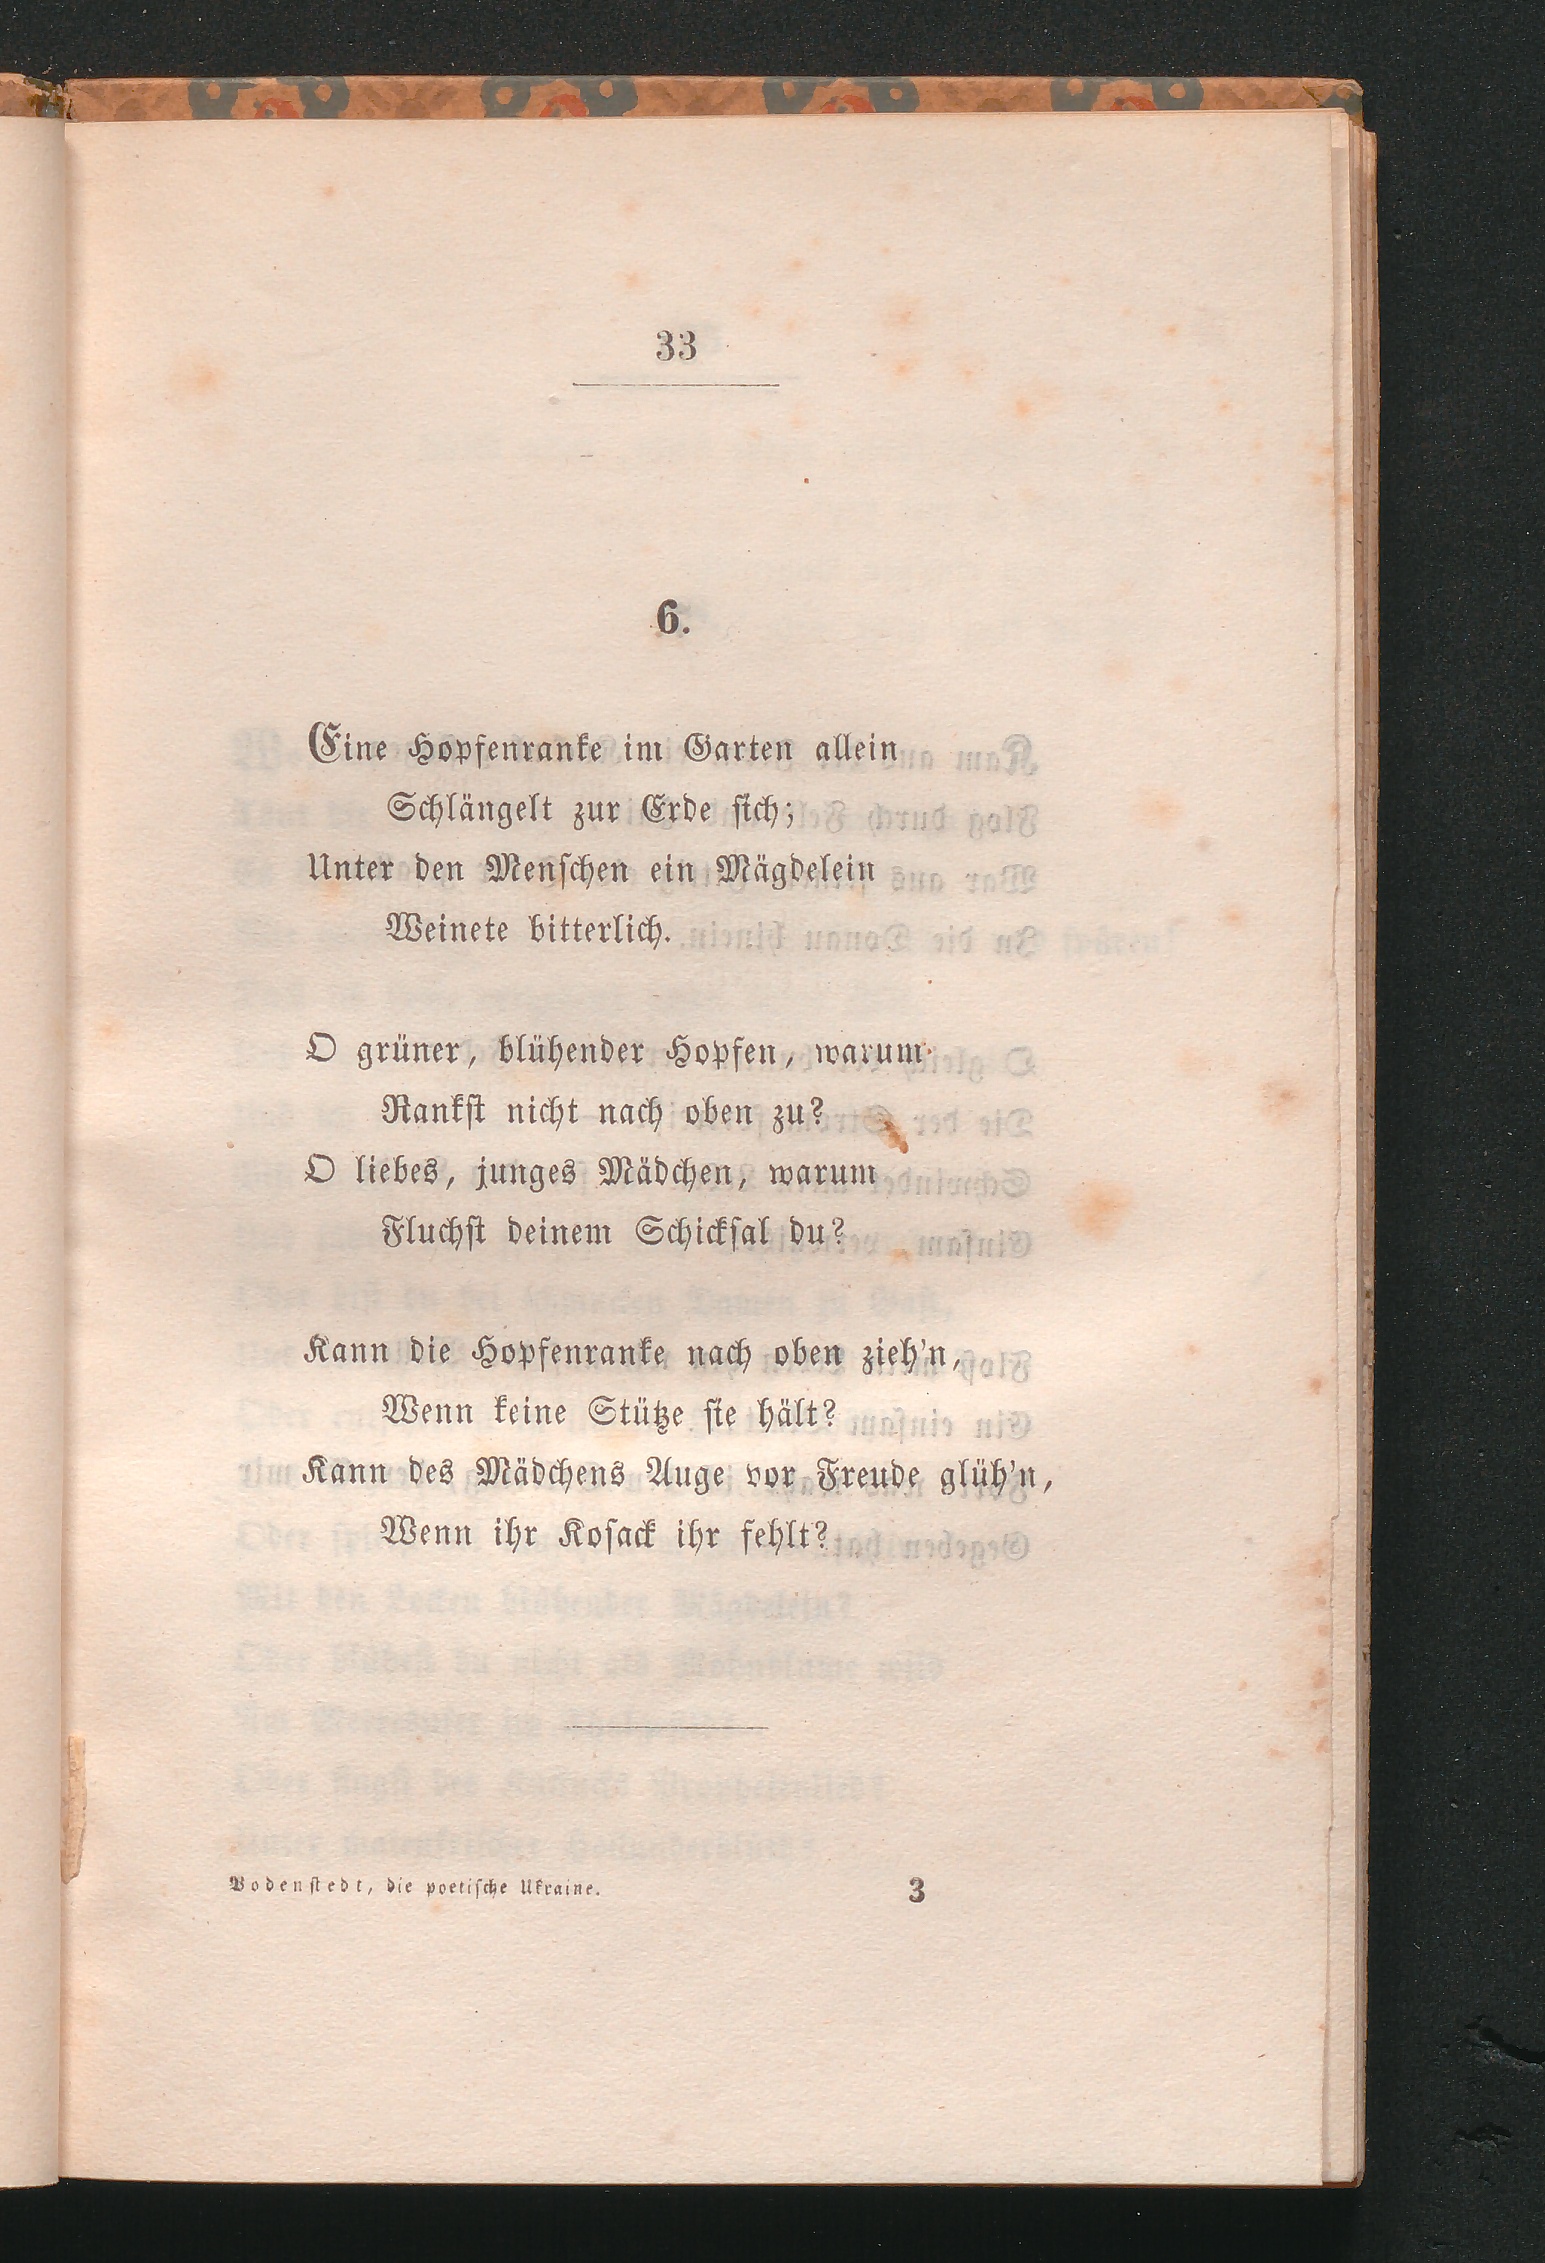 33
6.
Eine Hopfenranke im Garten allein
Schlängelt zur Erde sich;
Unter den Menschen ein Mägdelein
Weinete bitterlich.
O grüner, blühender Hopfen, warum
Rankst nicht nach oben zu?
O liebes, junges Mädchen, warum
Fluchst deinem Schicksal du?
Kann die Hopfenranke nach oben zieh'n,
Wenn keine Stütze sie hält?
Kann des Mädchens Auge vor Freude glüh'n,
Wenn ihr Kosack ihr fehlt?
Bodenstedt, die poetische Ukraine.
3